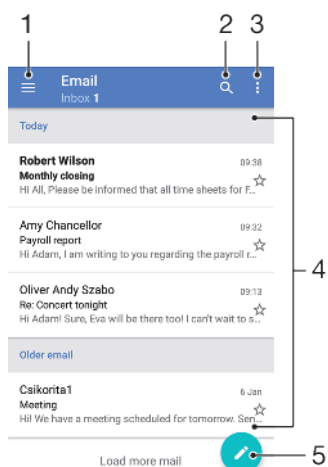 1 2 3
Email
Inbox 1
Today
Robert Wilson 09:38
Monthly closing
Hi All, Please be informed that all time sheets for F...
Amy Chancellor 09:32
Payroll report
Hi Adam, I am writing to you regarding the payroll r...
4
Oliver Andy Szabo 09:13
Re: Concert tonight
Hi Adam! Sure, Eva will be there too! I can't wait to s...
Older email
Csikorita1 6 Jan
Meeting
Hi! We have a meeting scheduled for tomorrow. Sen...
Load more mail
5